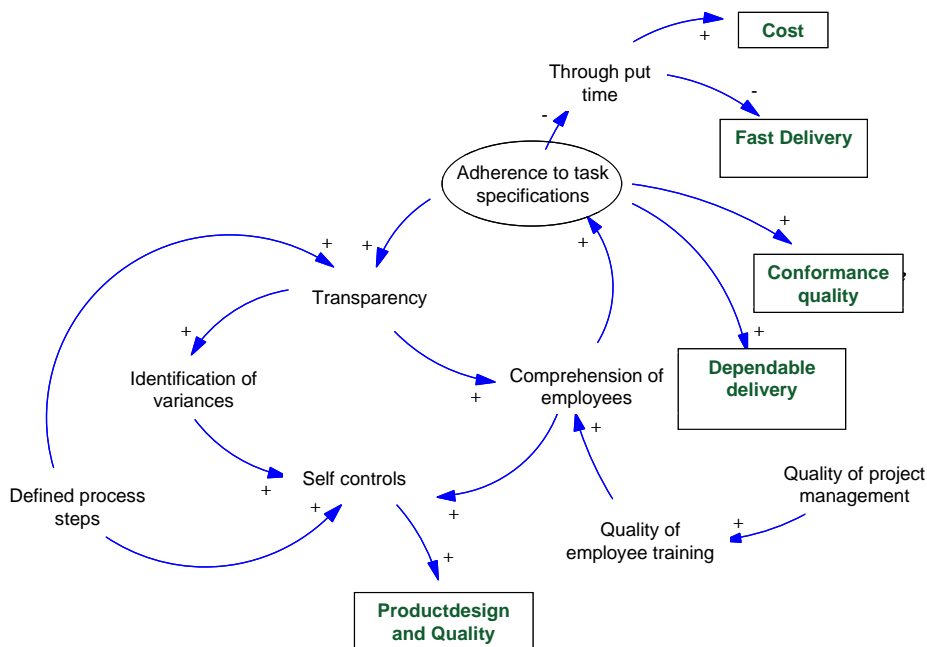 Cost
+
Through put
time
-
-
Fast Delivery
Adherence to task
specifications
+
+
+
+
Conformance
quality
Transparency
+
+
Dependable
delivery
Identification of
variances
+
Comprehension of
employees
+
Self controls
+
+
+
Quality of project
management
Defined process
steps
Quality of
employee training
+
+
Productdesign
and Quality